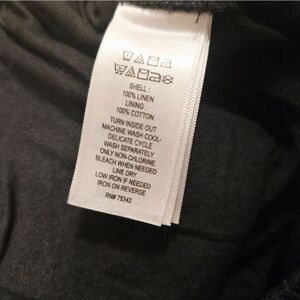 SHELL :
100% LINEN
LINING :
100% COTTON
TURN INSIDE OUT
MACHINE WASH COOL-
DELICATE CYCLE
WASH SEPARATELY
ONLY NON-CHLORINE
BLEACH WHEN NEEDED
LINE DRY
LOW IRON IF NEEDED
IRON ON REVERSE
RN# 75343